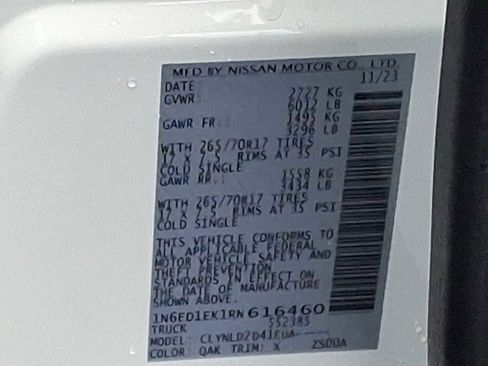 MFD BY NISSAN MOTOR CO., LTD.
DATE: 11/23
GVWR: 2727 KG
6012 LB
GAWR FR.: 1495 KG
3296 LB
WITH 265/70R17 TIRES
17 X 7.5 RIMS AT 35 PSI
COLD SINGLE
GAWR RR.: 1558 KG
3434 LB
WITH 265/70R17 TIRES
17 X 7.5 RIMS AT 35 PSI
COLD SINGLE
THIS VEHICLE CONFORMS TO
ALL APPLICABLE FEDERAL
MOTOR VEHICLE SAFETY AND
THEFT PREVENTION
STANDARDS IN EFFECT ON
THE DATE OF MANUFACTURE
SHOWN ABOVE.
1N6ED1EK1RN616460
TRUCK 552385
MODEL:
COLOR: QAK TRIM: X